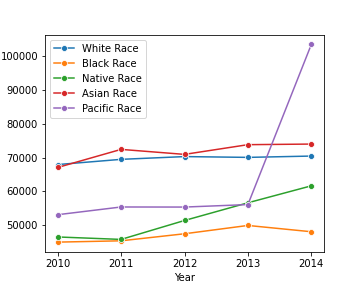 White Race
Black Race
Native Race
Asian Race
Pacific Race
100000
90000
80000
70000
60000
50000
2010 2011 2012 2013 2014
Year